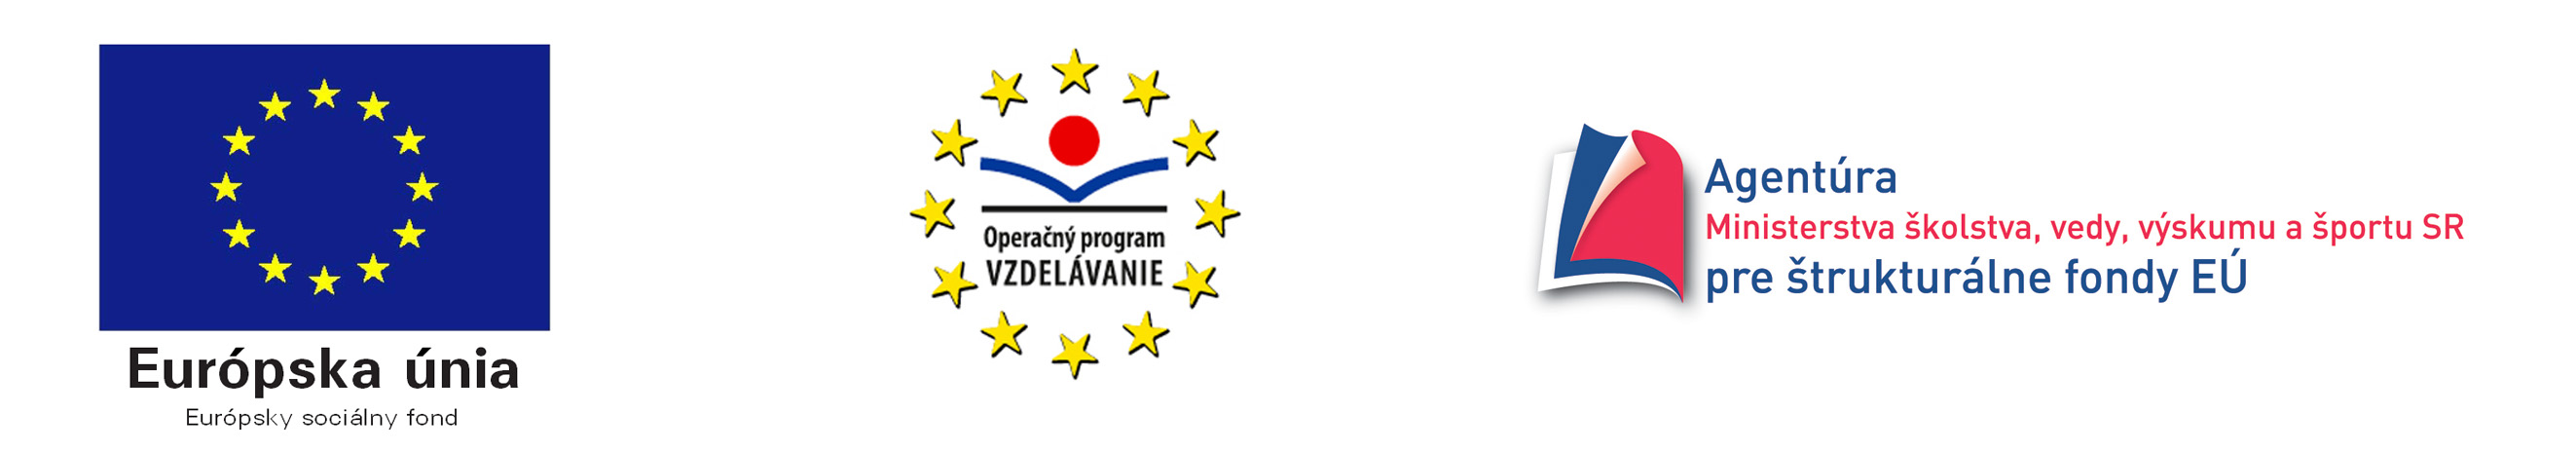 Európska únia
Európsky sociálny fond
Operačný program
VZDELÁVANIE
Agentúra
Ministerstva školstva, vedy, výskumu a športu SR
pre štrukturálne fondy EÚ